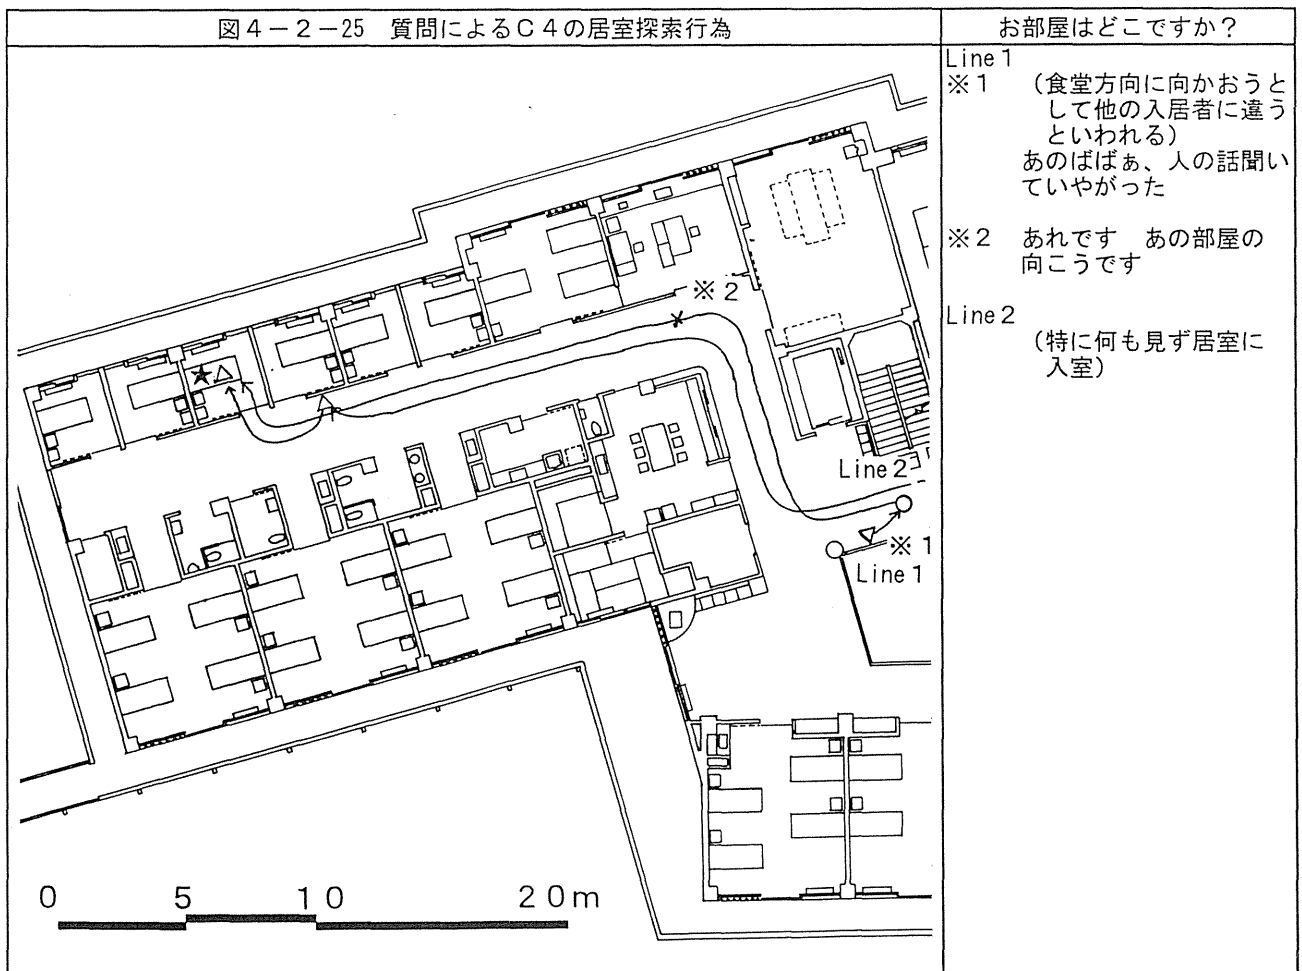 図4-2-25 質問によるC4の居室探索行為
お部屋はどこですか？
Line1
※1 （食堂方向に向かおうと
して他の入居者に違う
といわれる）
あのばばぁ、人の話聞い
ていやがった
※2 あれです あの部屋の
向こうです
Line2
（特に何も見ず居室に
入室）
※2
Line2
※1
Line1
0 5 10 20m